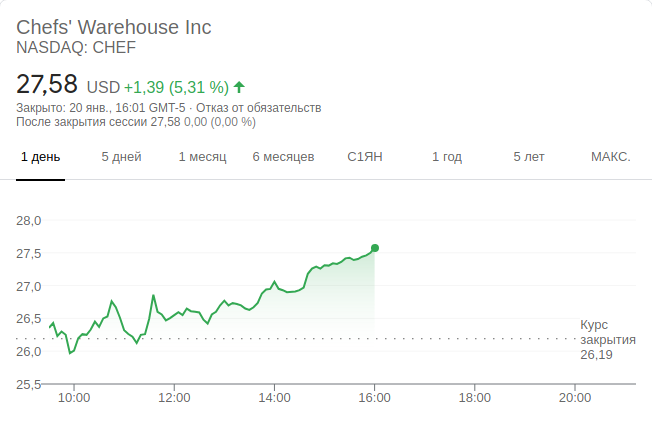 Chefs' Warehouse Inc
NASDAQ: CHEF
27,58 USD +1,39 (5,31 %)
Закрыто: 20 янв., 16:01 GMT-5 · Отказ от обязательств
После закрытия сессии 27,58 0,00 (0,00 %)
1 день 5 дней 1 месяц 6 месяцев С1ЯН 1 год 5 лет МАКС.
28,0
27,5
27,0
26,5
26,0
25,5
Курс
закрытия
26,19
10:00 12:00 14:00 16:00 18:00 20:00